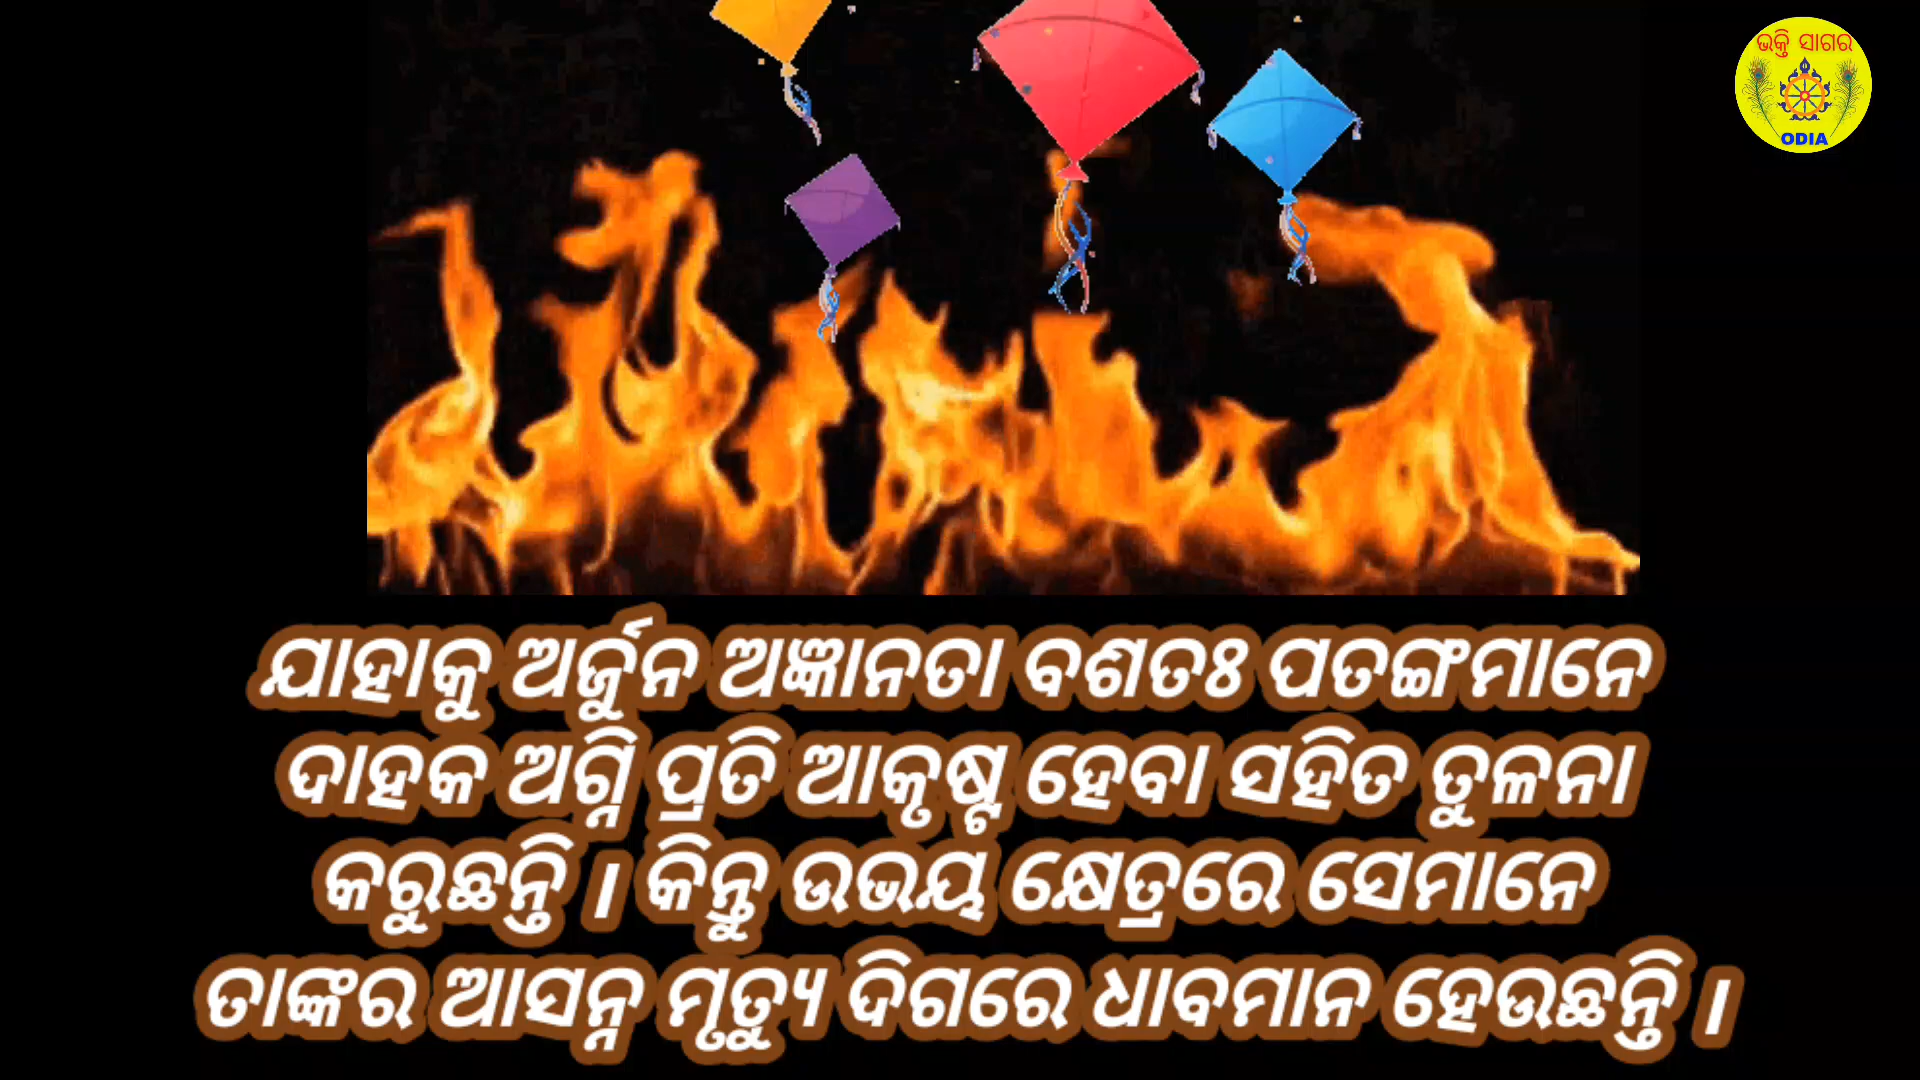 ଭକ୍ତି ସାଗର
ODIA
ଯାହାକୁ ଅର୍ଜୁନ ଅଜ୍ଞାନତା ବଶତଃ ପତଙ୍ଗମାନେ
ଦାହକ ଅଗ୍ନି ପ୍ରତି ଆକୃଷ୍ଟ ହେବା ସହିତ ତୁଳନା
କରୁଛନ୍ତି । କିନ୍ତୁ ଉଭୟ କ୍ଷେତ୍ରରେ ସେମାନେ
ତାଙ୍କର ଆସନ୍ନ ମୃତ୍ୟୁ ଦିଗରେ ଧାବମାନ ହେଉଛନ୍ତି ।